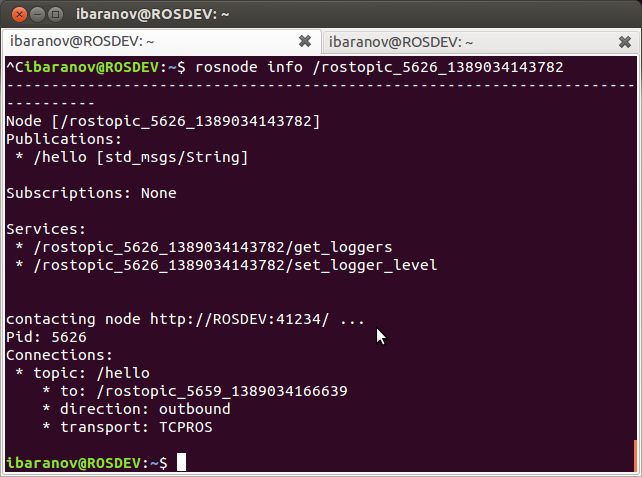 ibaranov@ROSDEV: ~
ibaranov@ROSDEV: ~ ibaranov@ROSDEV: ~
^Cibaranov@ROSDEV:~$ rosnode info /rostopic_5626_1389034143782
----------------------------------------------------------------------
----------
Node [/rostopic_5626_1389034143782]
Publications:
 * /hello [std_msgs/String]

Subscriptions: None

Services:
 * /rostopic_5626_1389034143782/get_loggers
 * /rostopic_5626_1389034143782/set_logger_level


contacting node http://ROSDEV:41234/ ...
Pid: 5626
Connections:
 * topic: /hello
    * to: /rostopic_5659_1389034166639
    * direction: outbound
    * transport: TCPROS

ibaranov@ROSDEV:~$